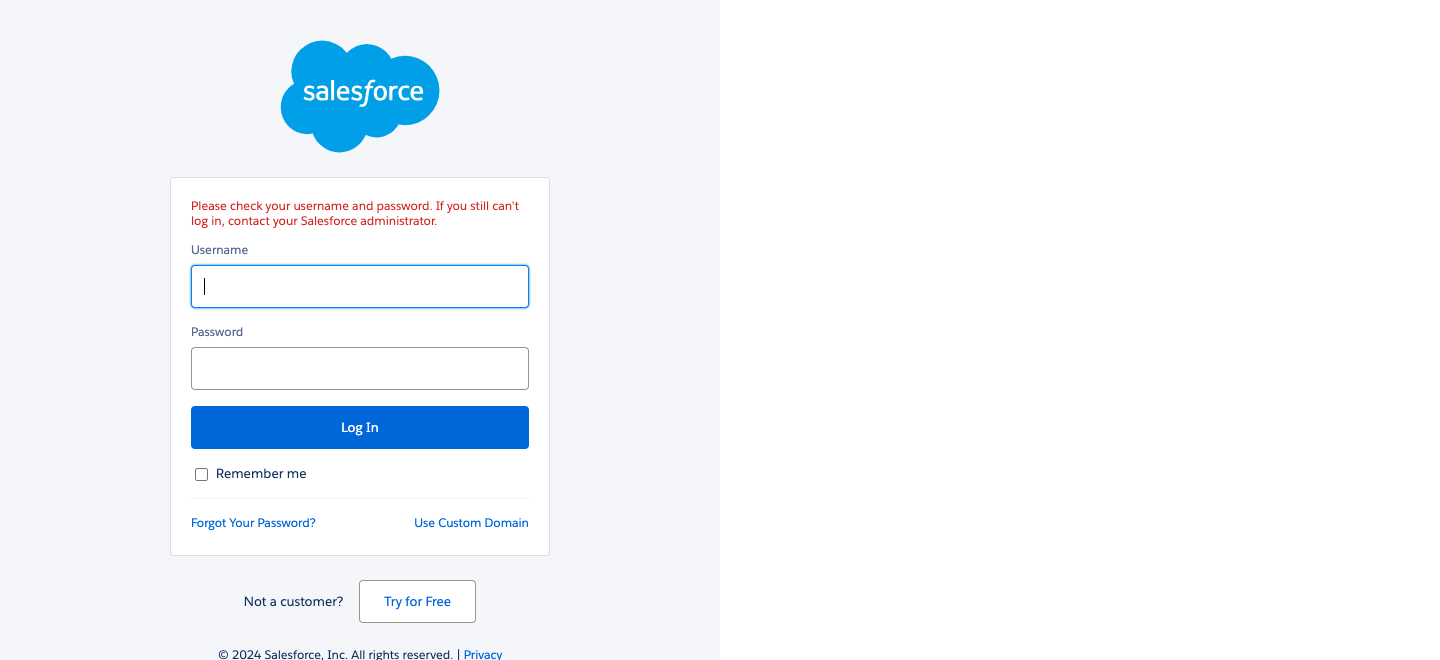 salesforce
Please check your username and password. If you still can't
log in, contact your Salesforce administrator.
Username
Password
Log In
Remember me
Forgot Your Password? Use Custom Domain
Not a customer? Try for Free
© 2024 Salesforce, Inc. All rights reserved. | Privacy